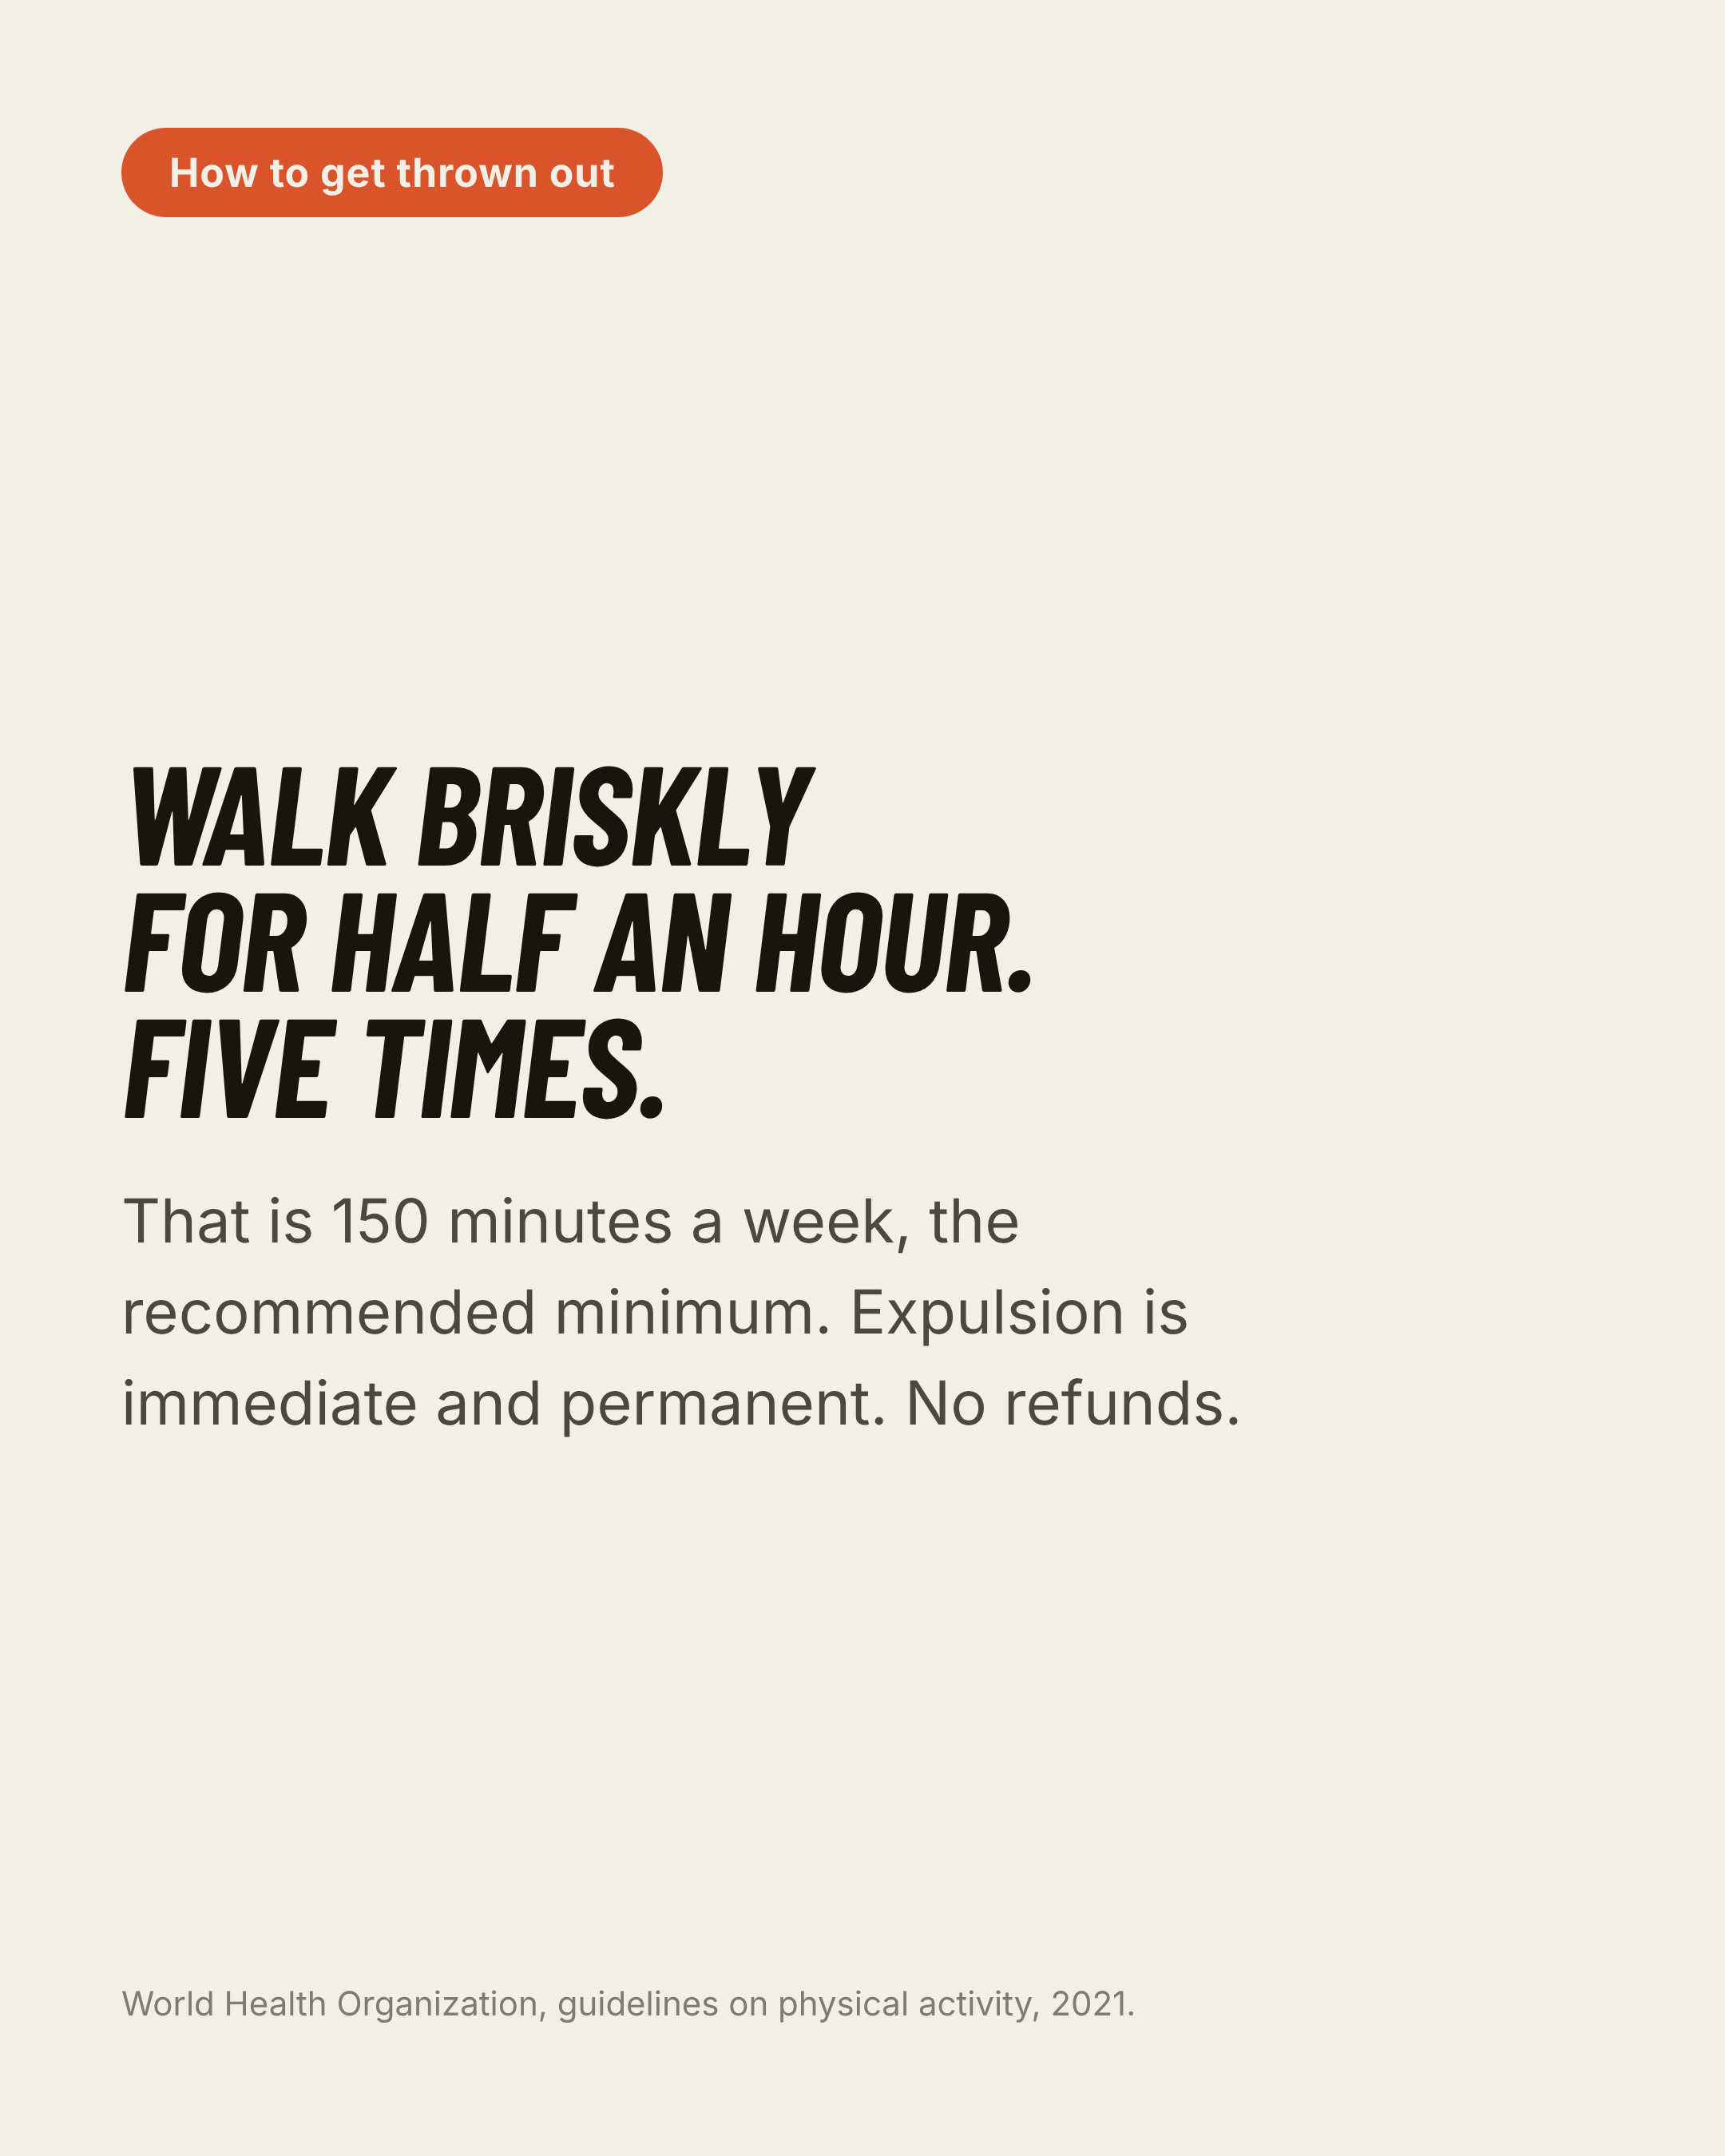 How to get thrown out
WALK BRISKLY
FOR HALF AN HOUR.
FIVE TIMES.
That is 150 minutes a week, the
recommended minimum. Expulsion is
immediate and permanent. No refunds.
World Health Organization, guidelines on physical activity, 2021.